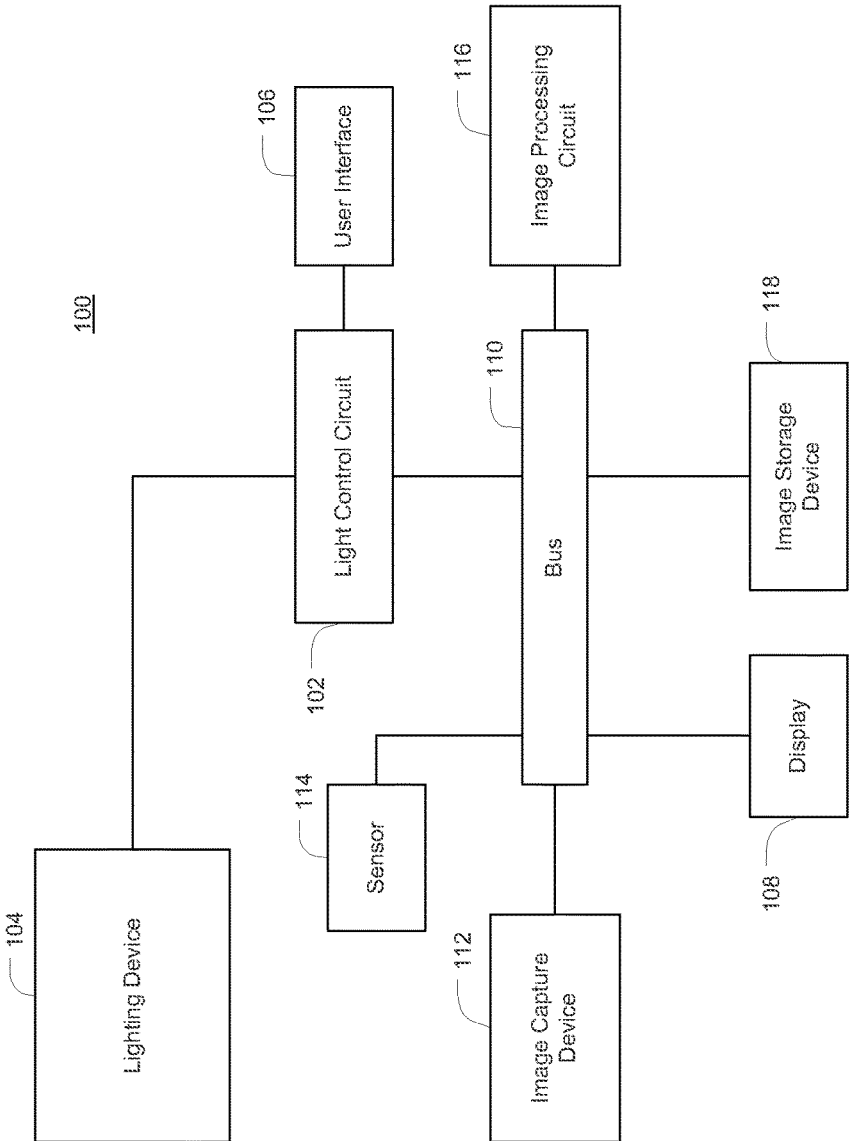 100
104
Lighting Device
106
User Interface
Light Control Circuit
102
114
Sensor
116
Image Processing
Circuit
110
Bus
112
Image Capture
Device
118
Image Storage
Device
Display
108